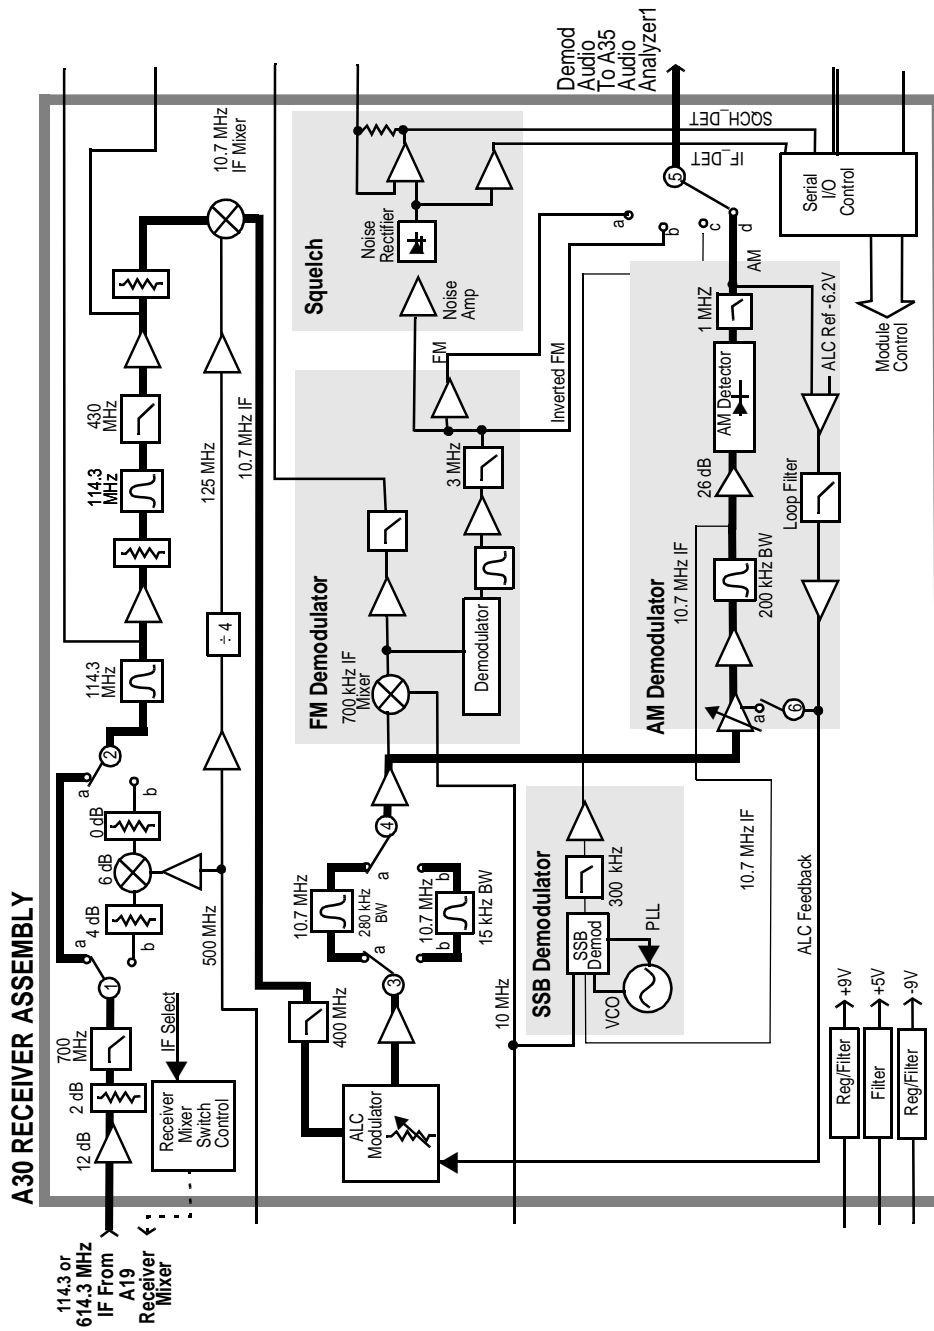 A30 RECEIVER ASSEMBLY
114.3 or
614.3 MHz
IF From
A19
Receiver
Mixer
12 dB
2 dB
700
MHz
1
a
b
4 dB
6 dB
0 dB
a
b
2
114.3
MHz
114.3
MHz
430
MHz
10.7 MHz
IF Mixer
Receiver
Mixer
Switch
Control
IF Select
500 MHz
÷ 4
125 MHz
10.7 MHz IF
400 MHz
ALC
Modulator
3
a
b
10.7 MHz
280 kHz
BW
10.7 MHz
15 kHz BW
a
b
4
10 MHz
FM Demodulator
700 kHz IF
Mixer
Demodulator
3 MHz
FM
Inverted FM
Squelch
Noise
Amp
Noise
Rectifier
SQCH_DET
IF_DET
Demod
Audio
To A35
Audio
Analyzer1
5
a
b
c
d
AM
Serial
I/O
Control
Module
Control
SSB Demodulator
VCO
SSB
Demod
PLL
300 kHz
10.7 MHz IF
AM Demodulator
a
6
10.7 MHz IF
200 kHz BW
26 dB
AM Detector
1 MHZ
Loop Filter
ALC Ref -6.2V
ALC Feedback
Reg/Filter
+9V
Filter
+5V
Reg/Filter
-9V